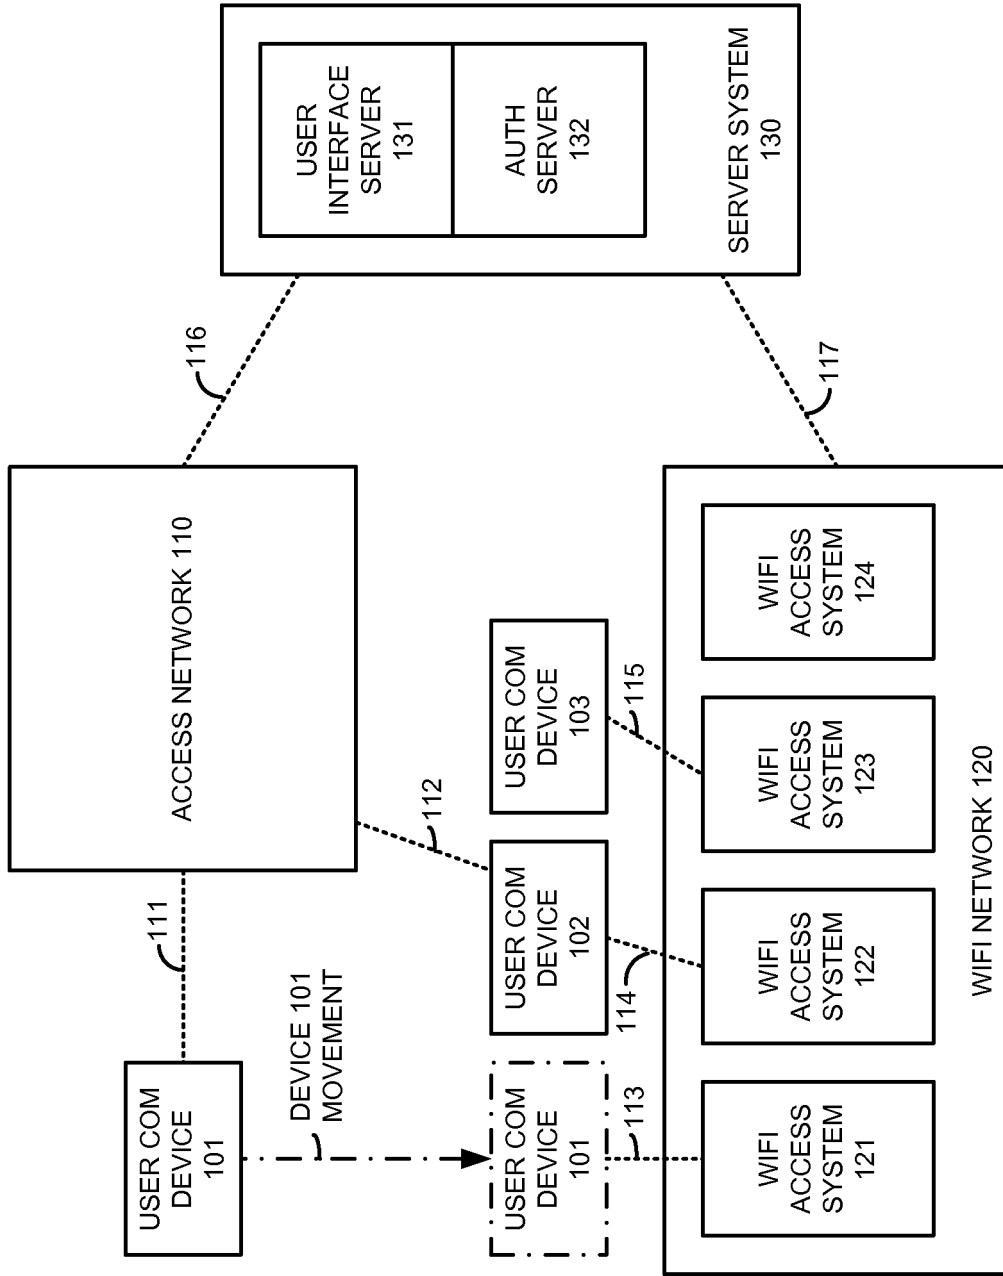 USER COM
DEVICE
101
111
ACCESS NETWORK 110
116
DEVICE 101
MOVEMENT
112
USER COM
DEVICE
101
USER COM
DEVICE
102
USER COM
DEVICE
103
113
114
115
WIFI
ACCESS
SYSTEM
121
WIFI
ACCESS
SYSTEM
122
WIFI
ACCESS
SYSTEM
123
WIFI
ACCESS
SYSTEM
124
WIFI NETWORK 120
117
USER
INTERFACE
SERVER
131
AUTH
SERVER
132
SERVER SYSTEM
130